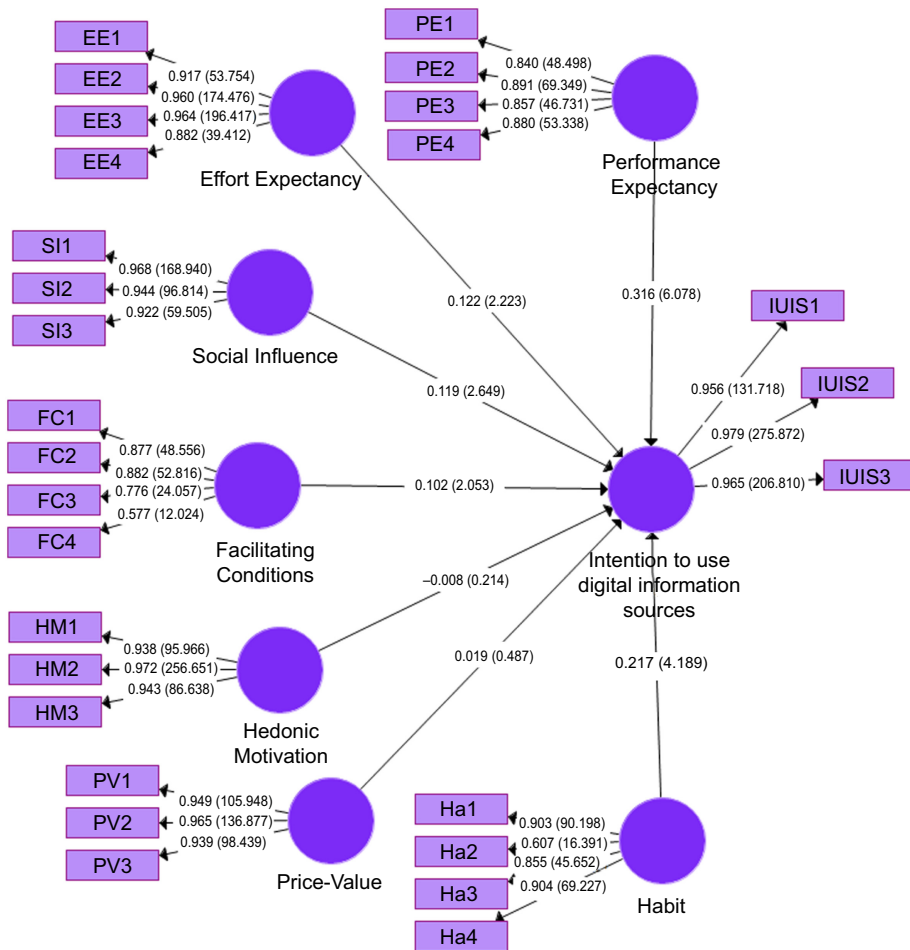 EE1
EE2
EE3
EE4
0.917 (53.754)
0.960 (174.476)
0.964 (196.417)
0.882 (39.412)
Effort Expectancy
PE1
PE2
PE3
PE4
0.840 (48.498)
0.891 (69.349)
0.857 (46.731)
0.880 (53.338)
Performance
Expectancy
SI1
SI2
SI3
0.968 (168.940)
0.944 (96.814)
0.922 (59.505)
Social Influence
0.122 (2.223)
0.316 (6.078)
0.119 (2.649)
IUIS1
IUIS2
IUIS3
0.956 (131.718)
0.979 (275.872)
0.965 (206.810)
FC1
FC2
FC3
FC4
0.877 (48.556)
0.882 (52.816)
0.776 (24.057)
0.577 (12.024)
Facilitating
Conditions
0.102 (2.053)
Intention to use
digital information
sources
–0.008 (0.214)
HM1
HM2
HM3
0.938 (95.966)
0.972 (256.651)
0.943 (86.638)
Hedonic
Motivation
0.019 (0.487)
0.217 (4.189)
PV1
PV2
PV3
0.949 (105.948)
0.965 (136.877)
0.939 (98.439)
Price-Value
Ha1
Ha2
Ha3
Ha4
0.903 (90.198)
0.607 (16.391)
0.855 (45.652)
0.904 (69.227)
Habit